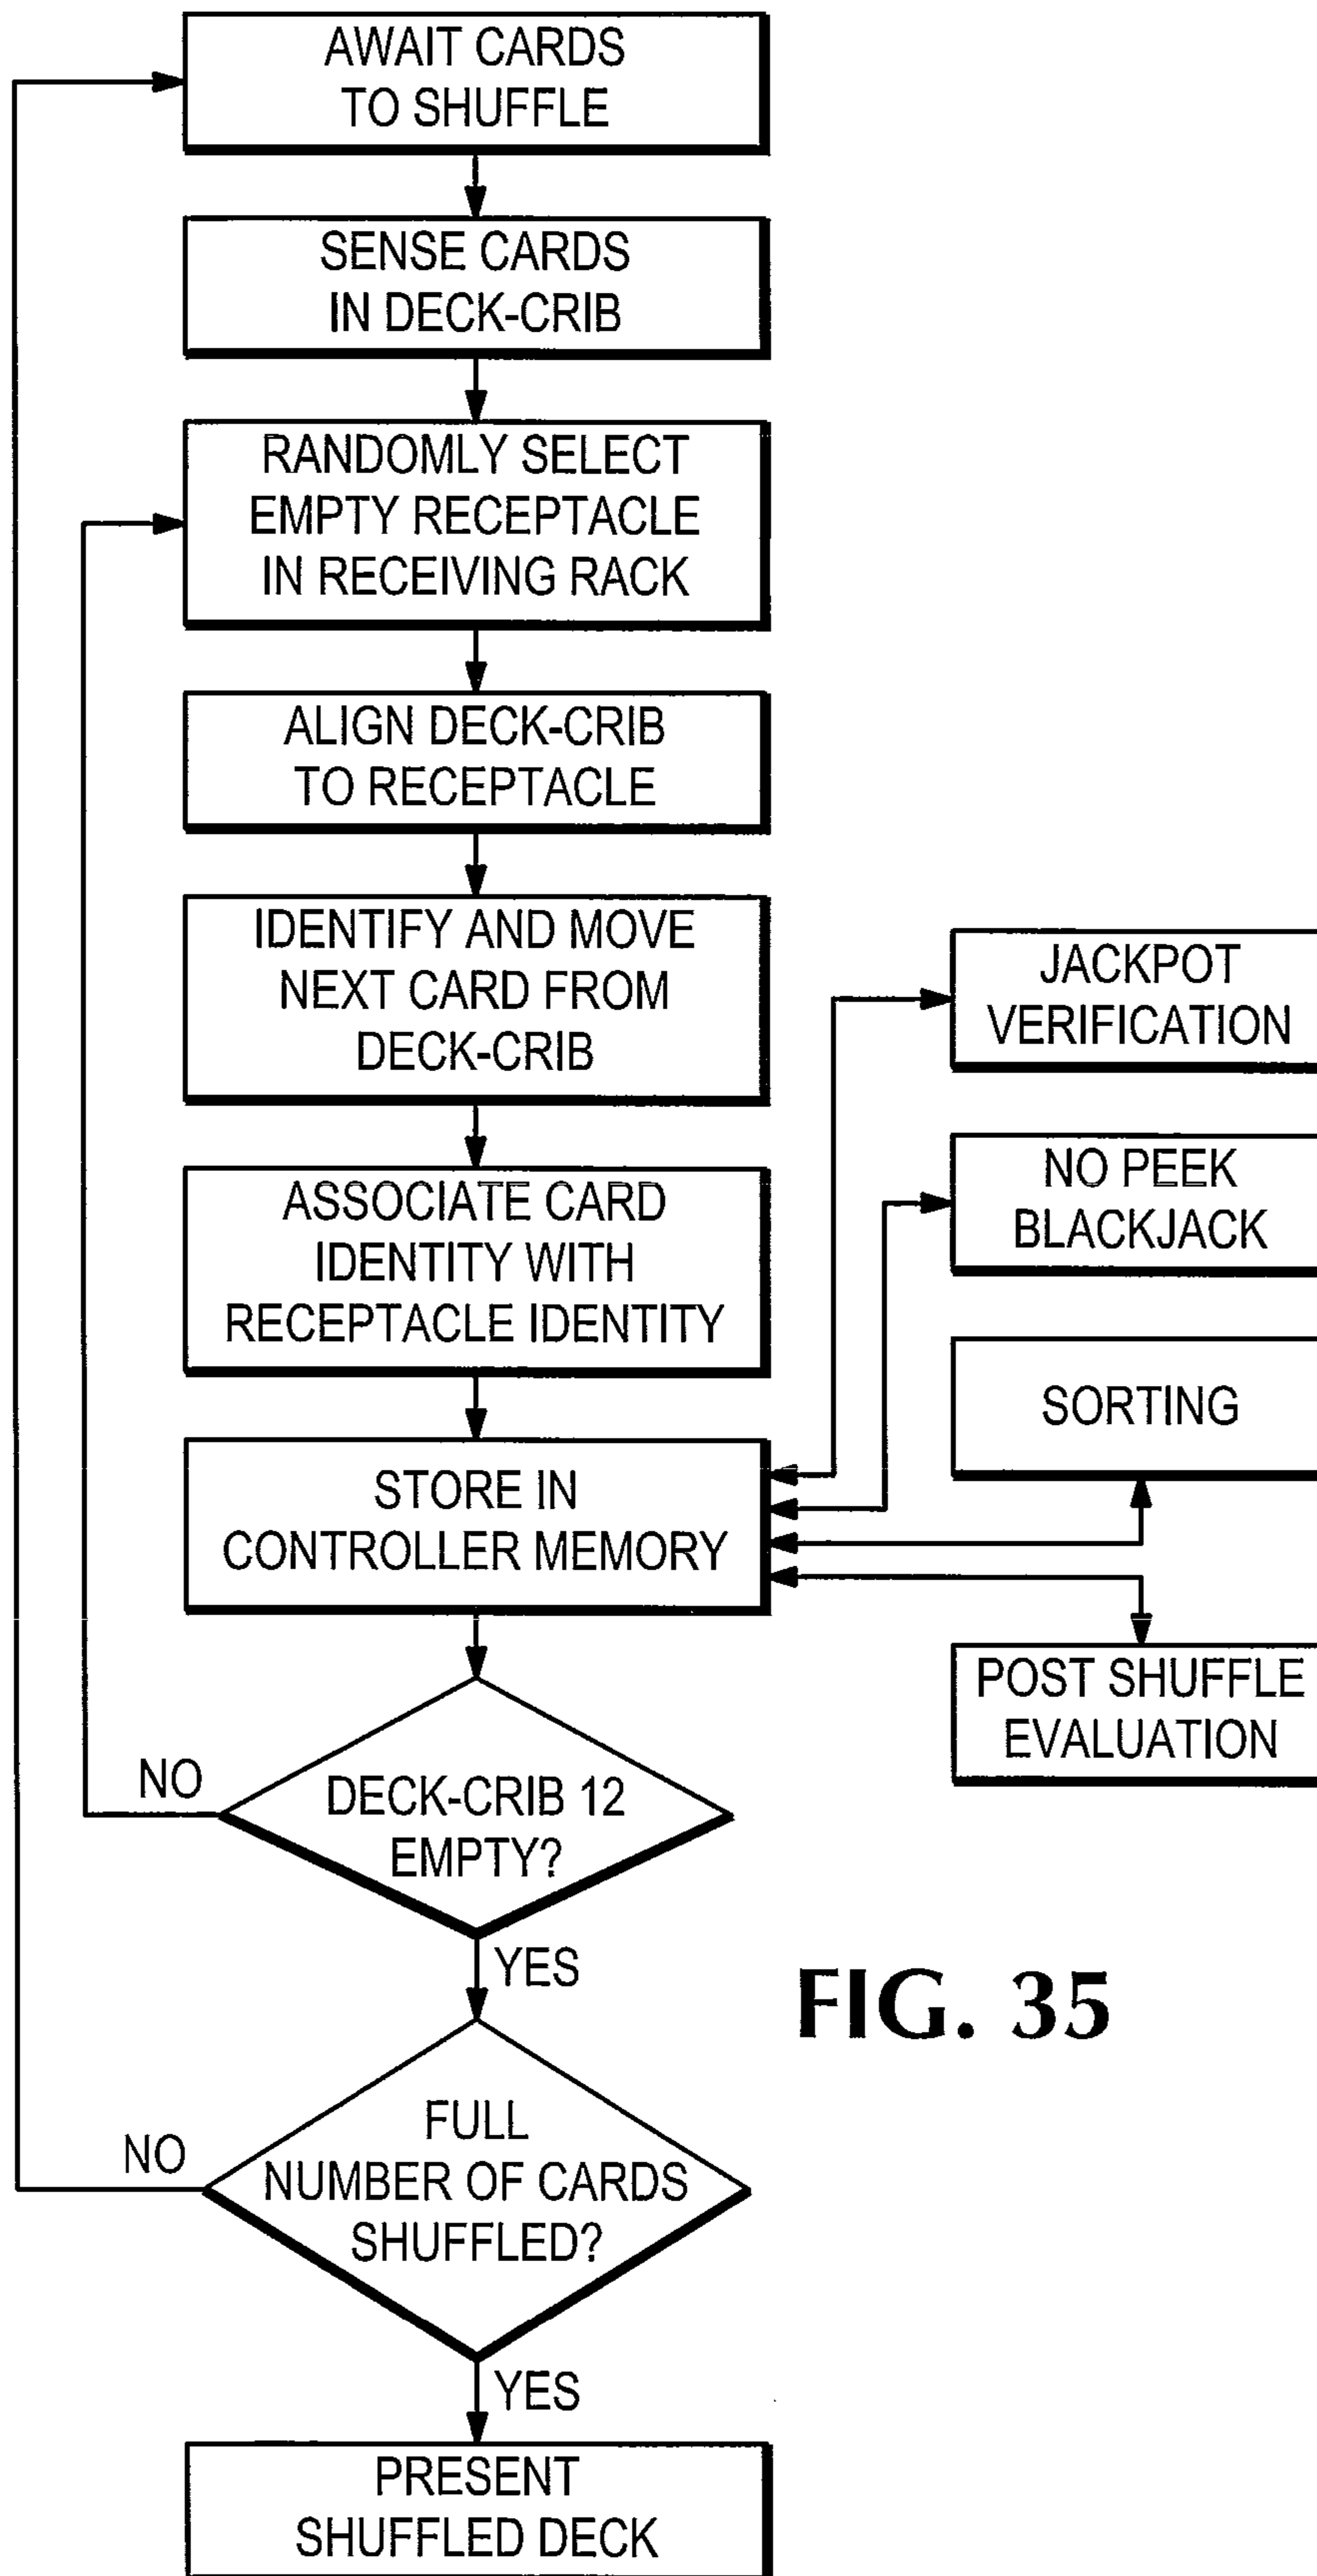 AWAIT CARDS
TO SHUFFLE
SENSE CARDS
IN DECK-CRIB
RANDOMLY SELECT
EMPTY RECEPTACLE
IN RECEIVING RACK
ALIGN DECK-CRIB
TO RECEPTACLE
IDENTIFY AND MOVE
NEXT CARD FROM
DECK-CRIB
JACKPOT
VERIFICATION
NO PEEK
BLACKJACK
ASSOCIATE CARD
IDENTITY WITH
RECEPTACLE IDENTITY
SORTING
STORE IN
CONTROLLER MEMORY
POST SHUFFLE
EVALUATION
NO
DECK-CRIB 12
EMPTY?
YES
FIG. 35
NO
FULL
NUMBER OF CARDS
SHUFFLED?
YES
PRESENT
SHUFFLED DECK